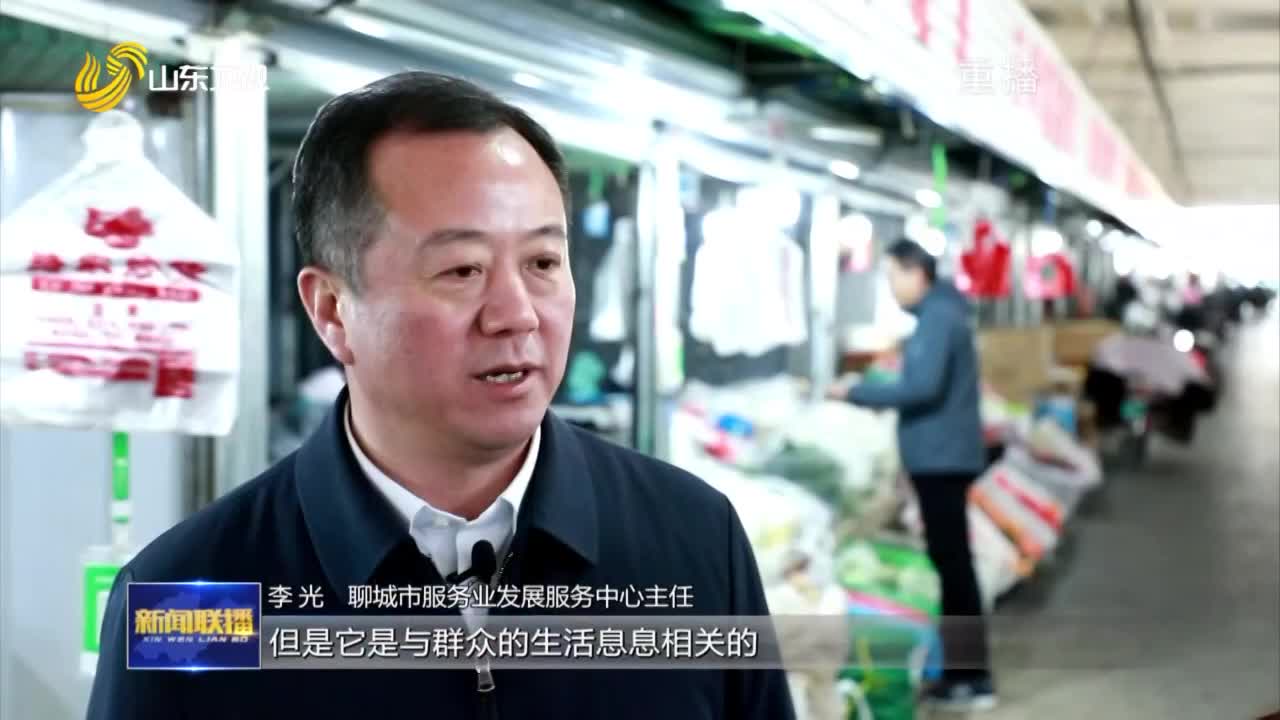 山东卫视
重播
李光 聊城市服务业发展服务中心主任
新闻联播
XIN WEN LIAN BO
但是它是与群众的生活息息相关的